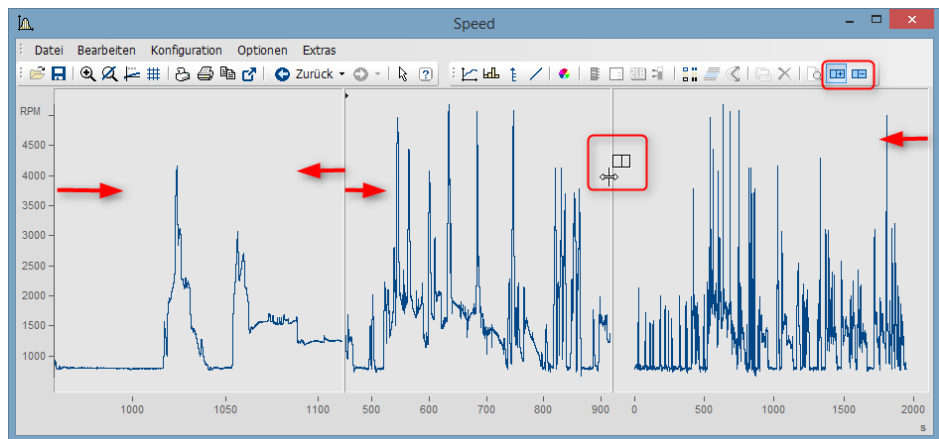 Speed
Datei Bearbeiten Konfiguration Optionen Extras
Zurück
RPM
4500
4000
3500
3000
2500
2000
1500
1000
1000 1050 1100 500 600 700 800 900 0 500 1000 1500 2000
s